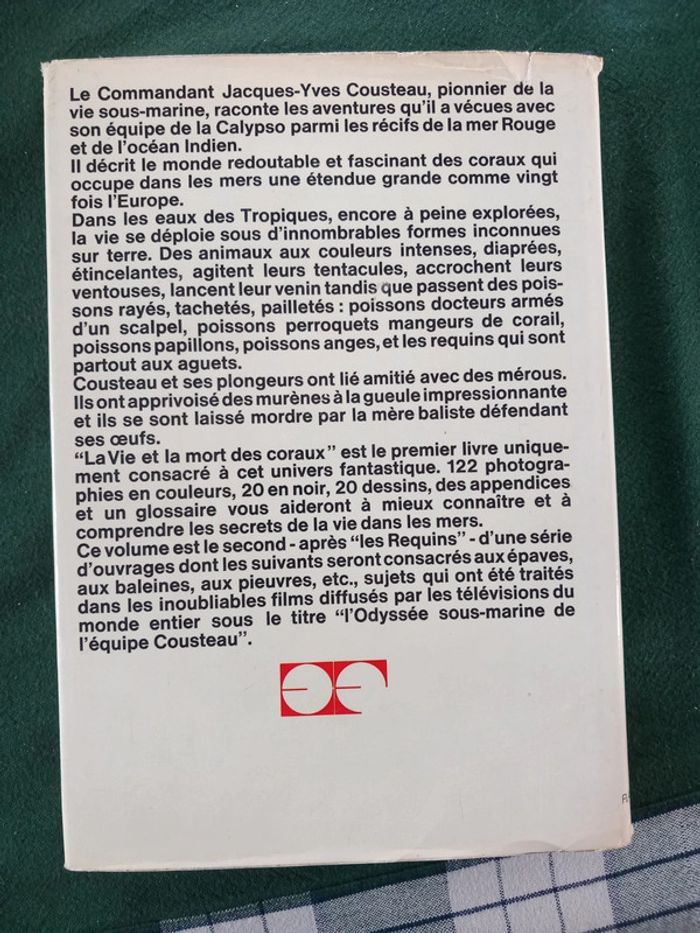 Le Commandant Jacques-Yves Cousteau, pionnier de la
vie sous-marine, raconte les aventures qu'il a vécues avec
son équipe de la Calypso parmi les récifs de la mer Rouge
et de l'océan Indien.
Il décrit le monde redoutable et fascinant des coraux qui
occupe dans les mers une étendue grande comme vingt
fois l'Europe.
Dans les eaux des Tropiques, encore à peine explorées,
la vie se déploie sous d'innombrables formes inconnues
sur terre. Des animaux aux couleurs intenses, diaprées,
étincelantes, agitent leurs tentacules, accrochent leurs
ventouses, lancent leur venin tandis que passent des pois-
sons rayés, tachetés, pailletés : poissons docteurs armés
d'un scalpel, poissons perroquets mangeurs de corail,
poissons papillons, poissons anges, et les requins qui sont
partout aux aguets.
Cousteau et ses plongeurs ont lié amitié avec des mérous.
Ils ont apprivoisé des murènes à la gueule impressionnante
et ils se sont laissé mordre par la mère baliste défendant
ses œufs.
"La Vie et la mort des coraux" est le premier livre unique-
ment consacré à cet univers fantastique. 122 photogra-
phies en couleurs, 20 en noir, 20 dessins, des appendices
et un glossaire vous aideront à mieux connaître et à
comprendre les secrets de la vie dans les mers.
Ce volume est le second - après "les Requins" - d'une série
d'ouvrages dont les suivants seront consacrés aux épaves,
aux baleines, aux pieuvres, etc., sujets qui ont été traités
dans les inoubliables films diffusés par les télévisions du
monde entier sous le titre "l'Odyssée sous-marine de
l'équipe Cousteau".